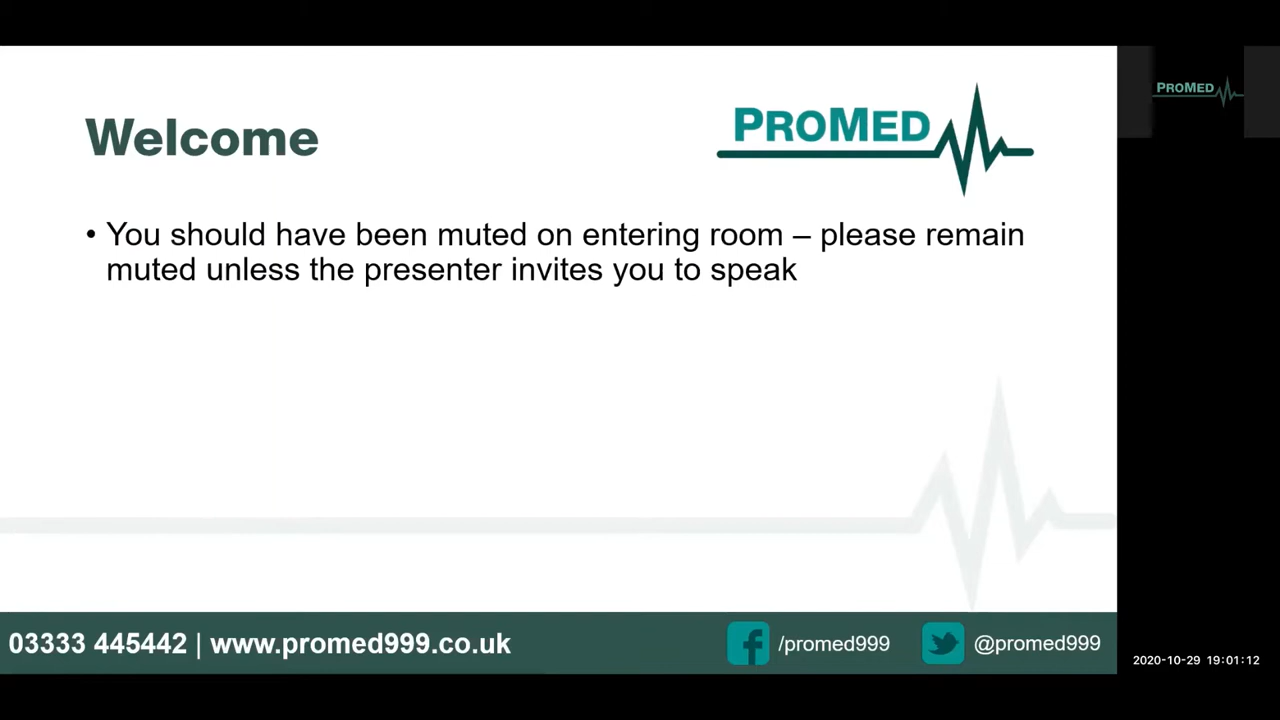 PROMED
Welcome
PROMED
• You should have been muted on entering room – please remain
muted unless the presenter invites you to speak
03333 445442 | www.promed999.co.uk
/promed999
@promed999
2020-10-29 19:01:12